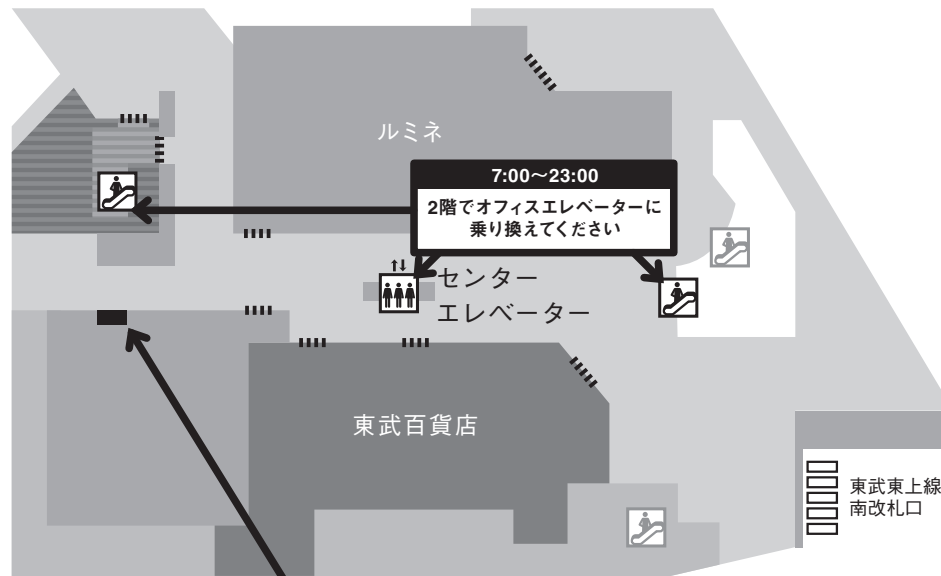 ルミネ
7:00〜23:00
2階でオフィスエレベーターに
乗り換えてください
センター
エレベーター
東武百貨店
東武東上線
南改札口